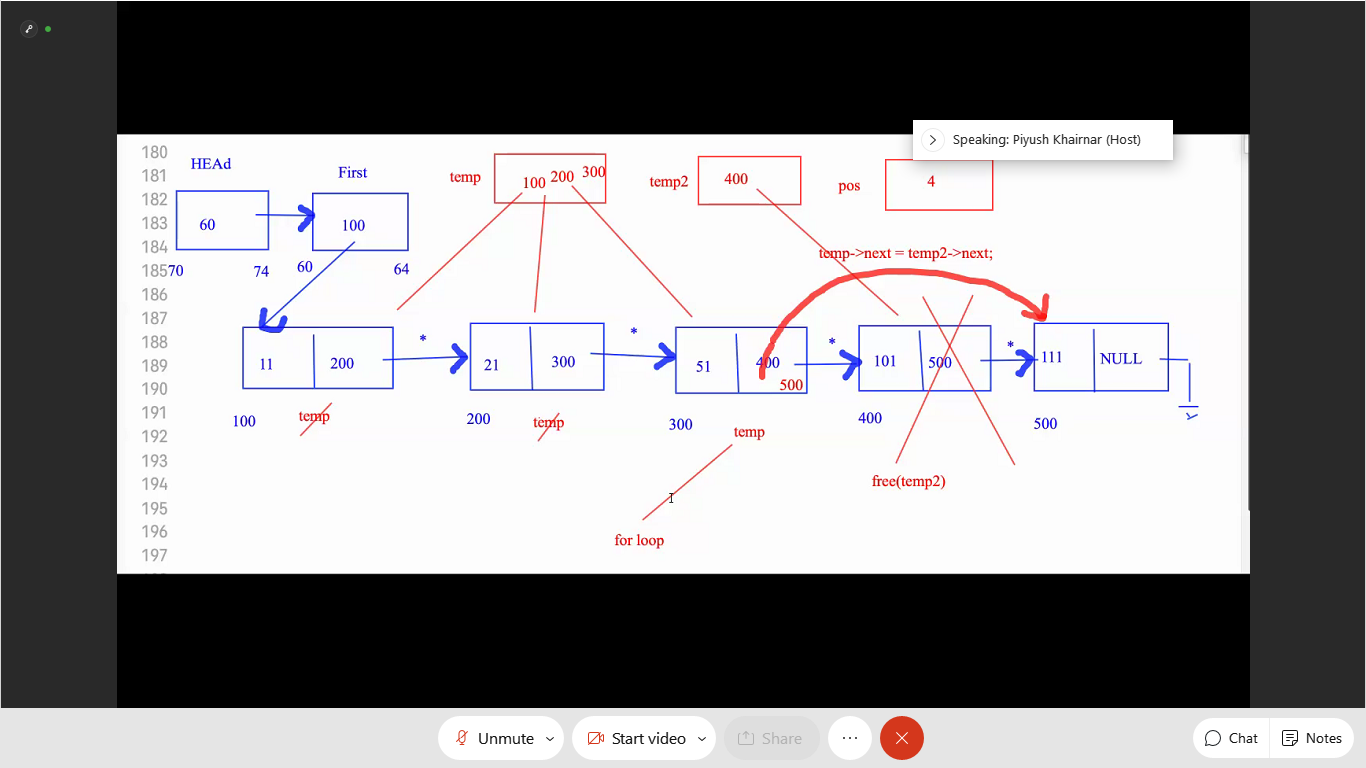 Speaking: Piyush Khairnar (Host)
180
181
182
183
184
185
186
187
188
189
190
191
192
193
194
195
196
197
HEAd
First
temp
100 200 300
temp2
400
pos
4
60
100
70
74
60
64
temp->next = temp2->next;
11
200
*
21
300
*
51
400
500
*
101
500
*
111
NULL
100
temp
200
temp
300
temp
400
500
free(temp2)
for loop
Unmute
Start video
Share
Chat
Notes